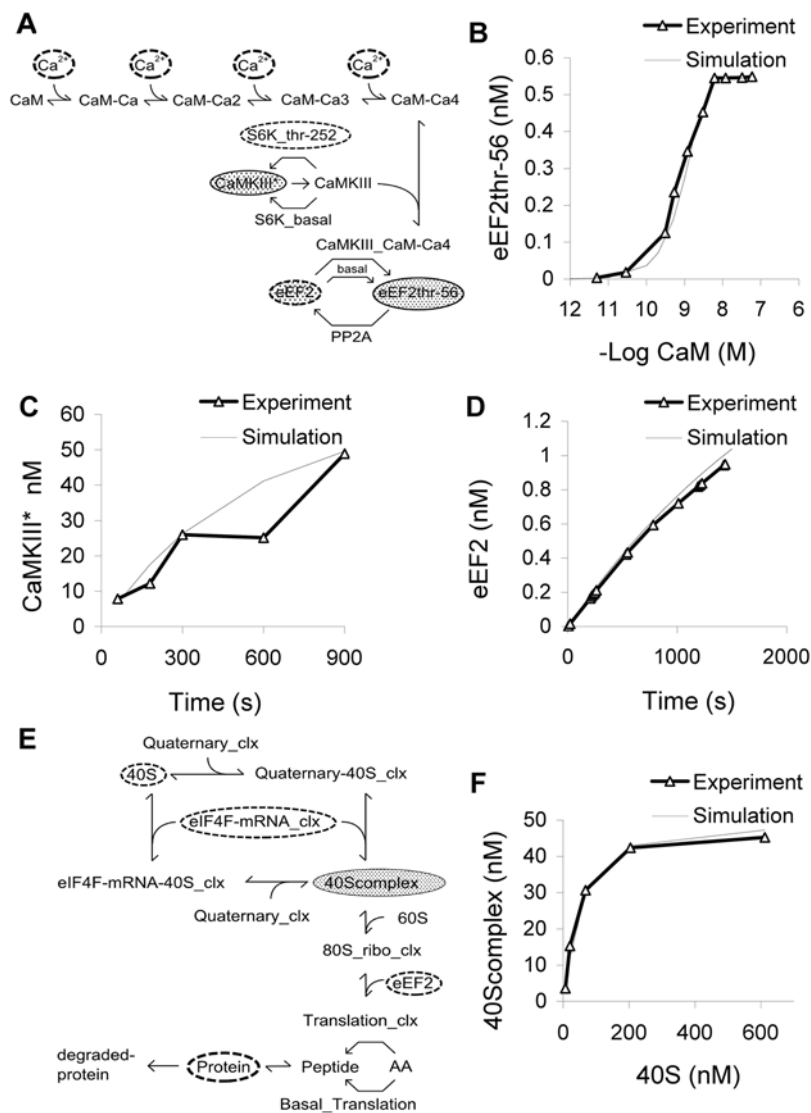 A
Ca2+ Ca2+ Ca2+ Ca2+
CaM CaM-Ca CaM-Ca2 CaM-Ca3 CaM-Ca4
S6K_thr-252
CaMKIII* CaMKIII
S6K_basal
CaMKIII_CaM-Ca4
basal
eEF2 eEF2thr-56
PP2A
B
Experiment
Simulation
eEF2thr-56 (nM)
0.6
0.5
0.4
0.3
0.2
0.1
0
12 11 10 9 8 7 6
-Log CaM (M)
C
Experiment
Simulation
CaMKIII* nM
60
50
40
30
20
10
0
0 300 600 900
Time (s)
D
Experiment
Simulation
eEF2 (nM)
1.2
1
0.8
0.6
0.4
0.2
0
0 1000 2000
Time (s)
E
Quaternary_clx
40S Quaternary-40S_clx
eIF4F-mRNA_clx
eIF4F-mRNA-40S_clx 40Scomplex
Quaternary_clx 60S
80S_ribo_clx
eEF2
Translation_clx
degraded-
protein
Protein Peptide AA
Basal_Translation
F
Experiment
Simulation
40Scomplex (nM)
50
40
30
20
10
0
0 200 400 600
40S (nM)